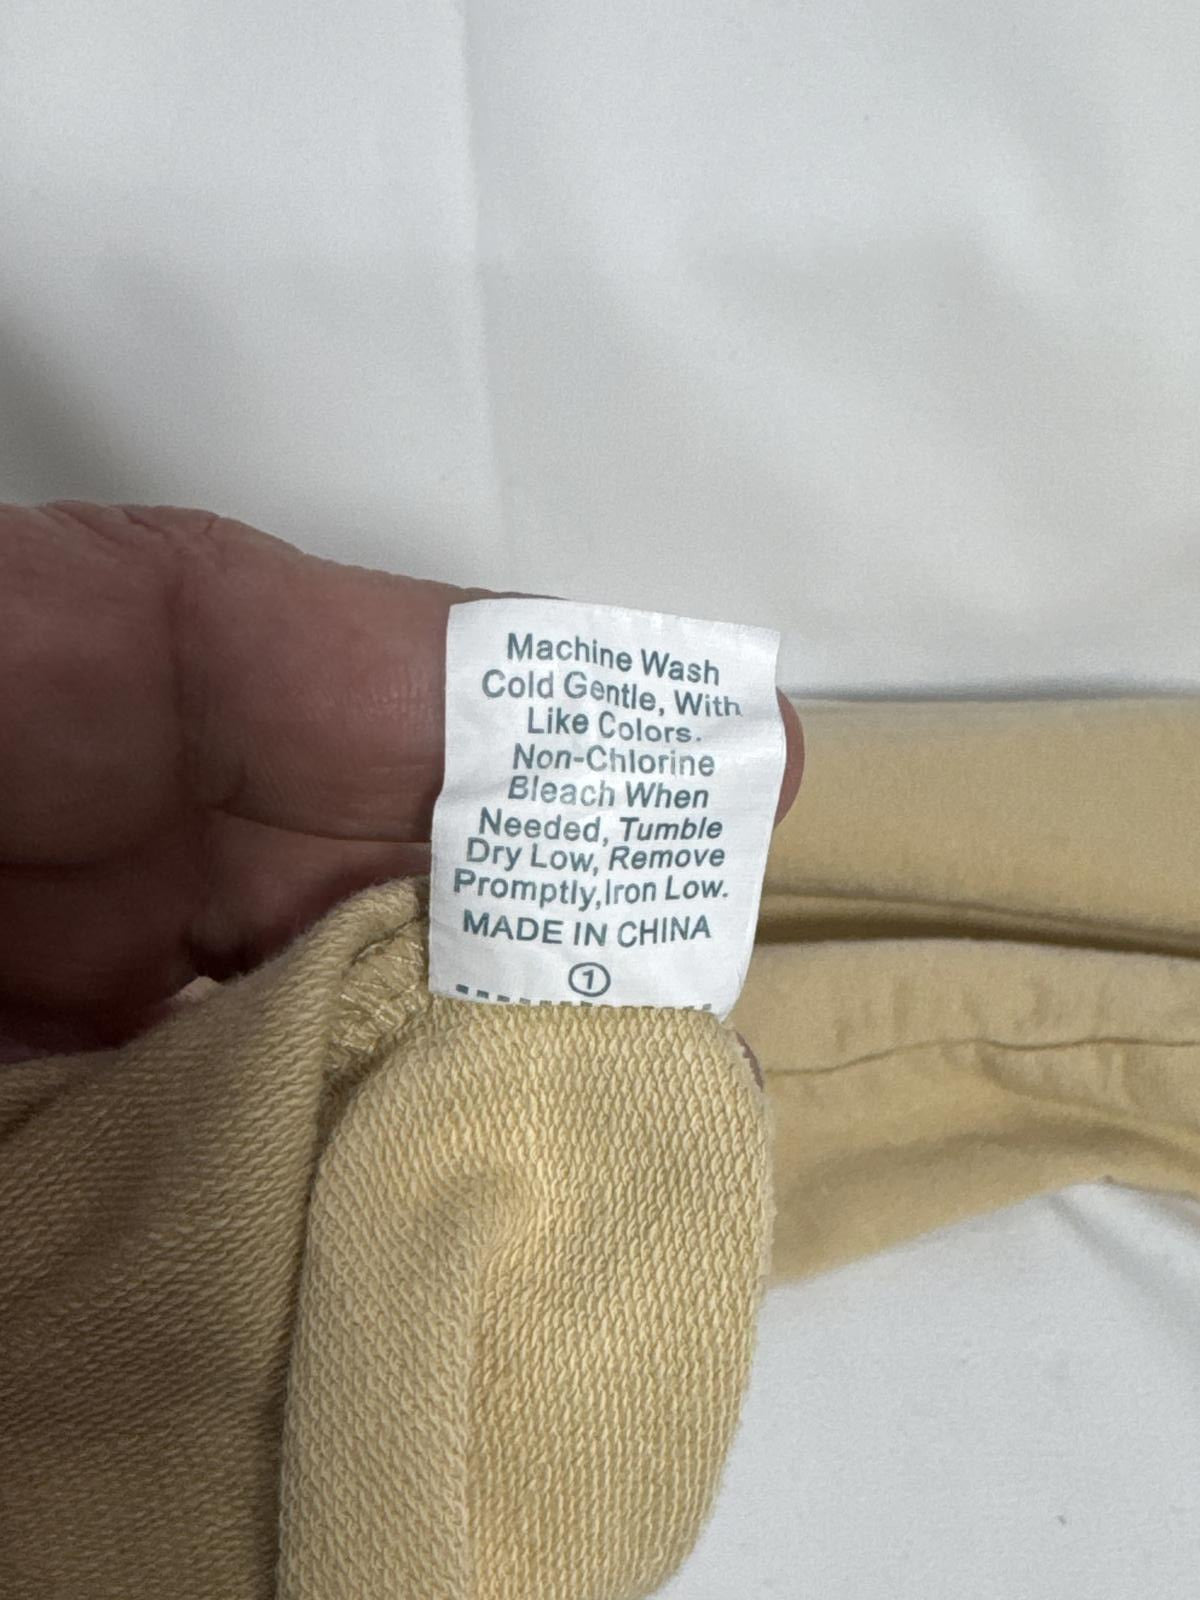 Machine Wash
Cold Gentle, With
Like Colors.
Non-Chlorine
Bleach When
Needed, Tumble
Dry Low, Remove
Promptly,Iron Low.
MADE IN CHINA
1